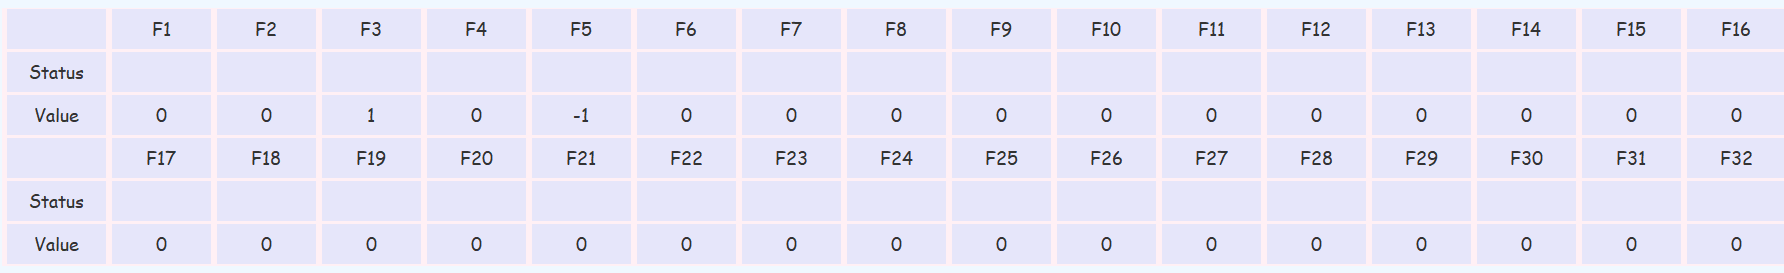 F1 F2 F3 F4 F5 F6 F7 F8 F9 F10 F11 F12 F13 F14 F15 F16
Status
Value 0 0 1 0 -1 0 0 0 0 0 0 0 0 0 0 0
F17 F18 F19 F20 F21 F22 F23 F24 F25 F26 F27 F28 F29 F30 F31 F32
Status
Value 0 0 0 0 0 0 0 0 0 0 0 0 0 0 0 0